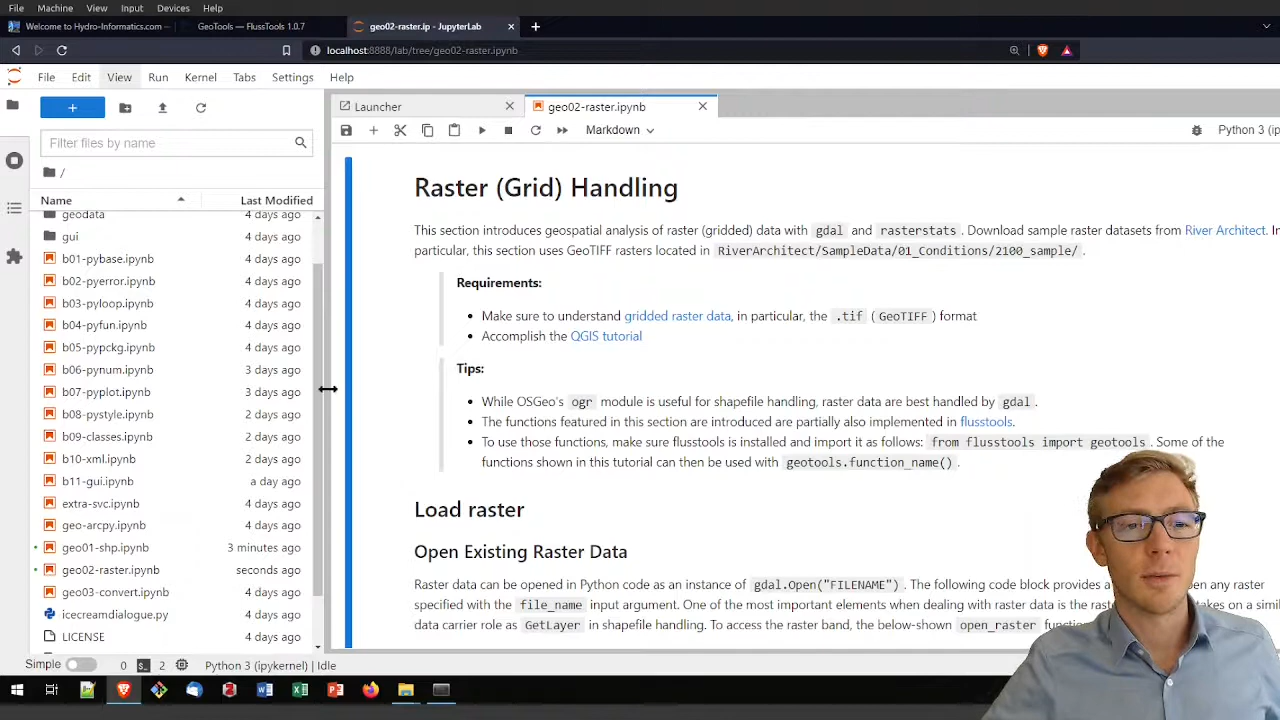 File Machine View Input Devices Help
Welcome to Hydro-Informatics.com — GeoTools — FlussTools 1.0.7 geo02-raster.ip - JupyterLab
localhost:8888/lab/tree/geo02-raster.ipynb
File Edit View Run Kernel Tabs Settings Help
Launcher geo02-raster.ipynb
Markdown Python 3 (ip
Filter files by name
/
Name Last Modified
geodata 4 days ago
gui 4 days ago
b01-pybase.ipynb 4 days ago
b02-pyerror.ipynb 4 days ago
b03-pyloop.ipynb 4 days ago
b04-pyfun.ipynb 4 days ago
b05-pypckg.ipynb 4 days ago
b06-pynum.ipynb 3 days ago
b07-pyplot.ipynb 3 days ago
b08-pystyle.ipynb 2 days ago
b09-classes.ipynb 2 days ago
b10-xml.ipynb 2 days ago
b11-gui.ipynb a day ago
extra-svc.ipynb 4 days ago
geo-arcpy.ipynb 4 days ago
geo01-shp.ipynb 3 minutes ago
geo02-raster.ipynb seconds ago
geo03-convert.ipynb 4 days ago
icecreamdialogue.py 4 days ago
LICENSE 4 days ago
Raster (Grid) Handling
This section introduces geospatial analysis of raster (gridded) data with gdal and rasterstats. Download sample raster datasets from River Architect. In
particular, this section uses GeoTIFF rasters located in RiverArchitect/SampleData/01_Conditions/2100_sample/.
Requirements:
• Make sure to understand gridded raster data, in particular, the .tif (GeoTIFF) format
• Accomplish the QGIS tutorial
Tips:
• While OSGeo's ogr module is useful for shapefile handling, raster data are best handled by gdal.
• The functions featured in this section are introduced are partially also implemented in flusstools.
• To use those functions, make sure flusstools is installed and import it as follows: from flusstools import geotools. Some of the
functions shown in this tutorial can then be used with geotools.function_name().
Load raster
Open Existing Raster Data
Raster data can be opened in Python code as an instance of gdal.Open("FILENAME"). The following code block provides a open any raster
specified with the file_name input argument. One of the most important elements when dealing with raster data is the takes on a simi
data carrier role as GetLayer in shapefile handling. To access the raster band, the below-shown open_raster
Simple 0 2 Python 3 (ipykernel) | Idle